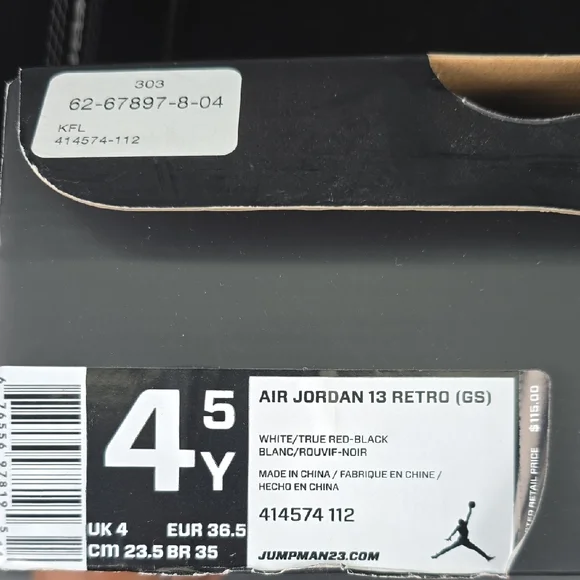 303
62-67897-8-04
KFL
414574-112
4
5
Y
UK 4 EUR 36.5
CM 23.5 BR 35
AIR JORDAN 13 RETRO (GS)
WHITE/TRUE RED-BLACK
BLANC/ROUVIF-NOIR
MADE IN CHINA / FABRIQUE EN CHINE /
HECHO EN CHINA
414574 112
JUMPMAN23.COM
RETAIL PRICE $115.00